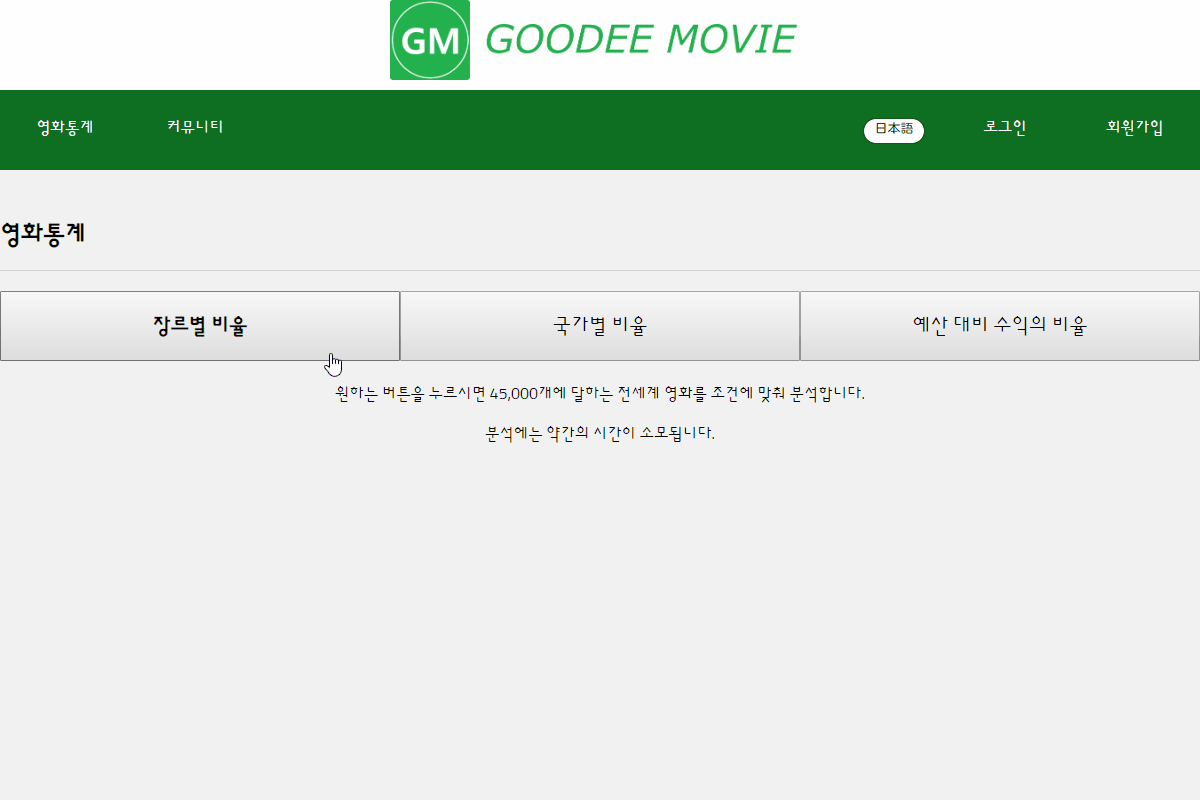 GM GOODEE MOVIE
영화통계 커뮤니티 日本語 로그인 회원가입
영화통계
장르별 비율 국가별 비율 예산 대비 수익의 비율
원하는 버튼을 누르시면 45,000개에 달하는 전세계 영화를 조건에 맞춰 분석합니다.
분석에는 약간의 시간이 소모됩니다.